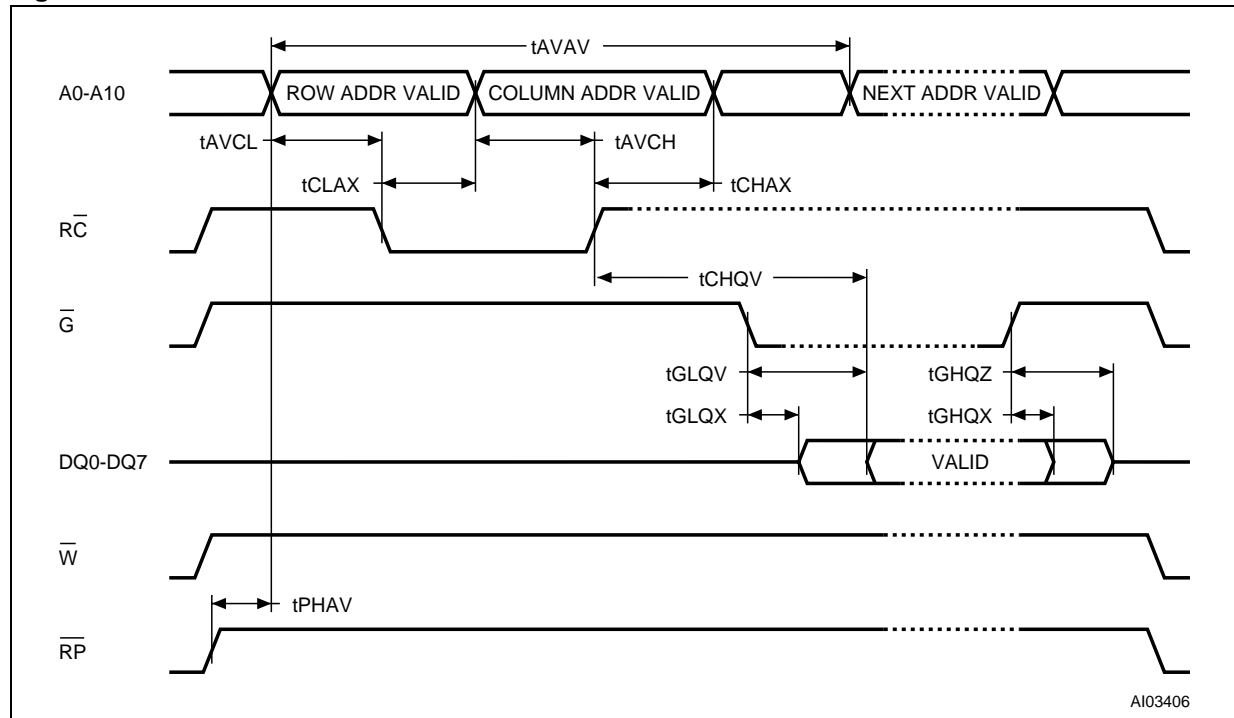 tAVAV
A0-A10
ROW ADDR VALID
COLUMN ADDR VALID
NEXT ADDR VALID
tAVCL
tAVCH
tCLAX
tCHAX
RC̅
tCHQV
G̅
tGLQV
tGHQZ
tGLQX
tGHQX
DQ0-DQ7
VALID
W̅
tPHAV
R̅P̅
AI03406